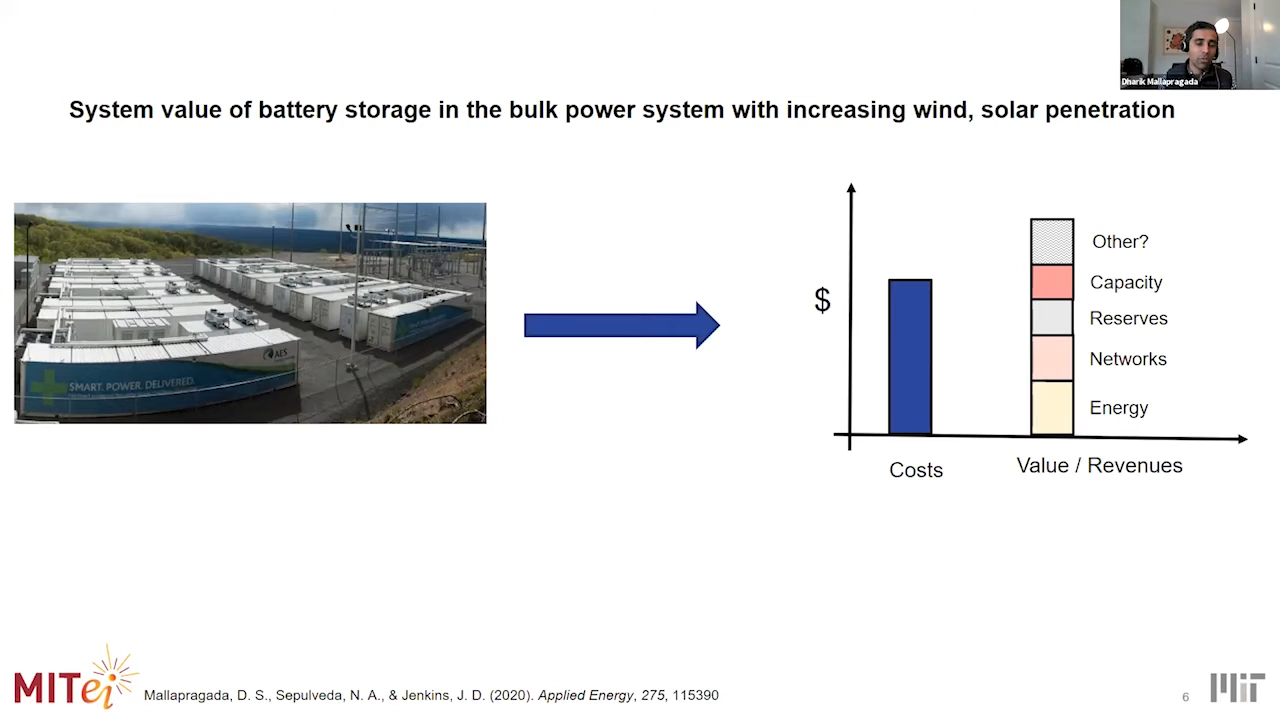 Dharik Mallapragada
System value of battery storage in the bulk power system with increasing wind, solar penetration
AES
SMART. POWER. DELIVERED.
$
Other?
Capacity
Reserves
Networks
Energy
Costs
Value / Revenues
MITei
Mallapragada, D. S., Sepulveda, N. A., & Jenkins, J. D. (2020). Applied Energy, 275, 115390
6
MIT